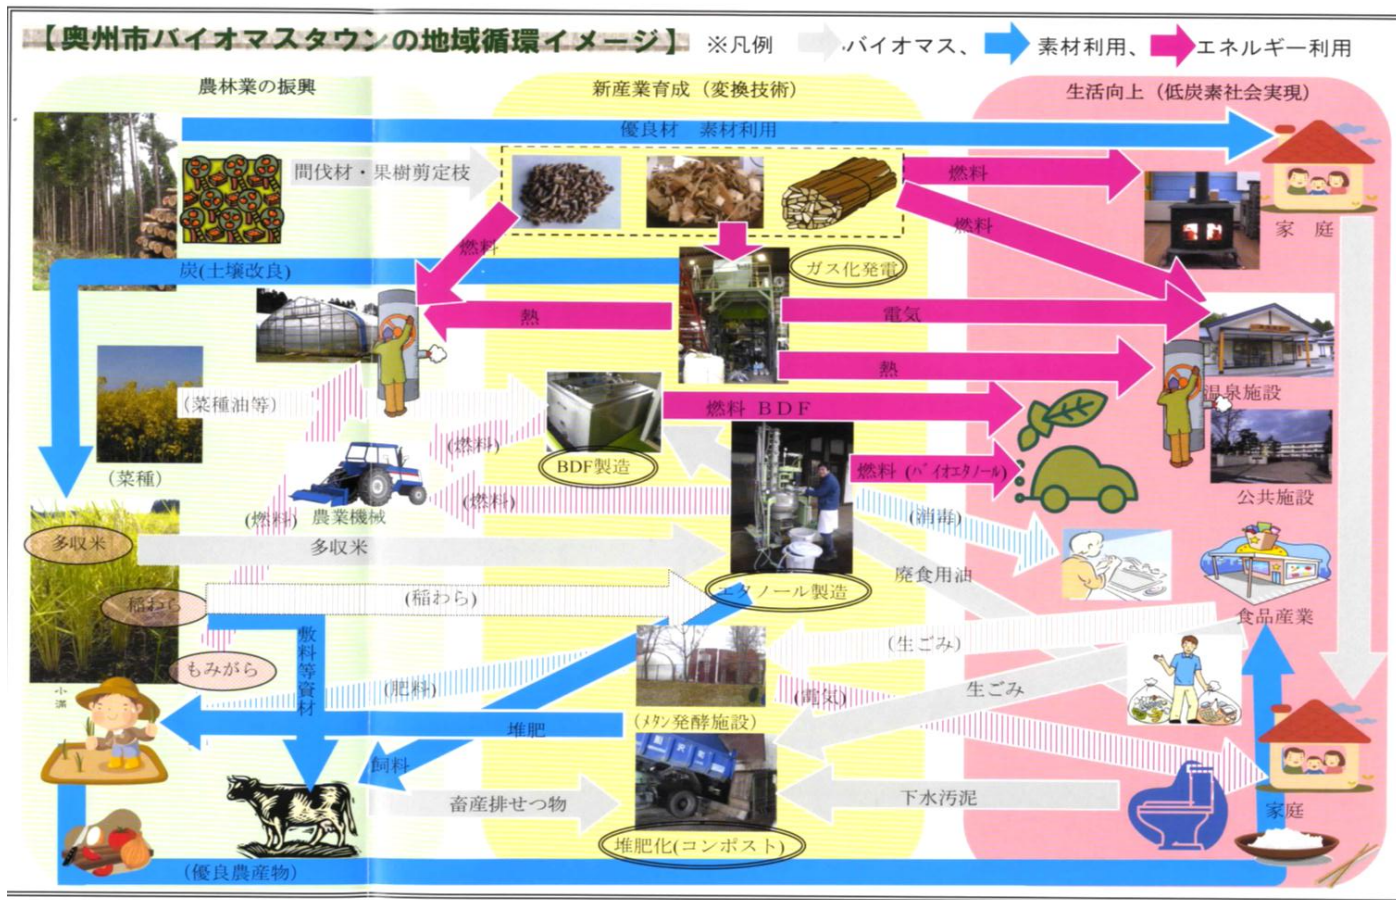 【奥州市バイオマスタウンの地域循環イメージ】
※凡例
バイオマス、
素材利用、
エネルギー利用
農林業の振興
新産業育成（変換技術）
生活向上（低炭素社会実現）
優良材　素材利用
間伐材・果樹剪定枝
燃料
燃料
家　庭
燃料
炭(土壌改良)
ガス化発電
熱
電気
熱
温泉施設
(菜種油等)
燃料 BDF
(燃料)
BDF製造
(菜種)
燃料 (ﾊﾞｲｵｴﾀﾉｰﾙ)
公共施設
(燃料)
(燃料)
農業機械
(消毒)
多収米
多収米
廃食用油
稲わら
(稲わら)
エタノール製造
食品産業
敷料等資材
(生ごみ)
もみがら
(肥料)
(電気)
生ごみ
小満
(ﾒﾀﾝ発酵施設)
堆肥
飼料
畜産排せつ物
下水汚泥
家庭
堆肥化(コンポスト)
(優良農産物)